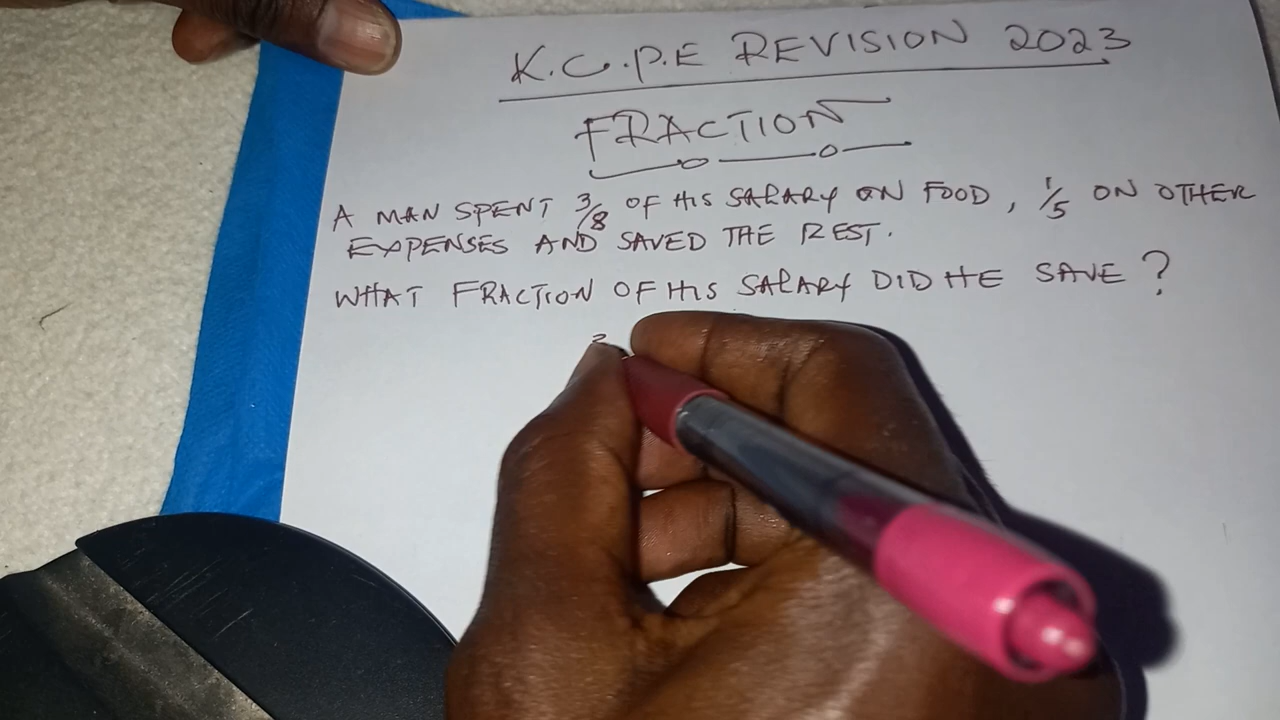 K.C.P.E REVISION 2023
FRACTION
A MAN SPENT 3/8 OF HIS SALARY ON FOOD, 1/5 ON OTHER
EXPENSES AND SAVED THE REST.
WHAT FRACTION OF HIS SALARY DID HE SAVE?